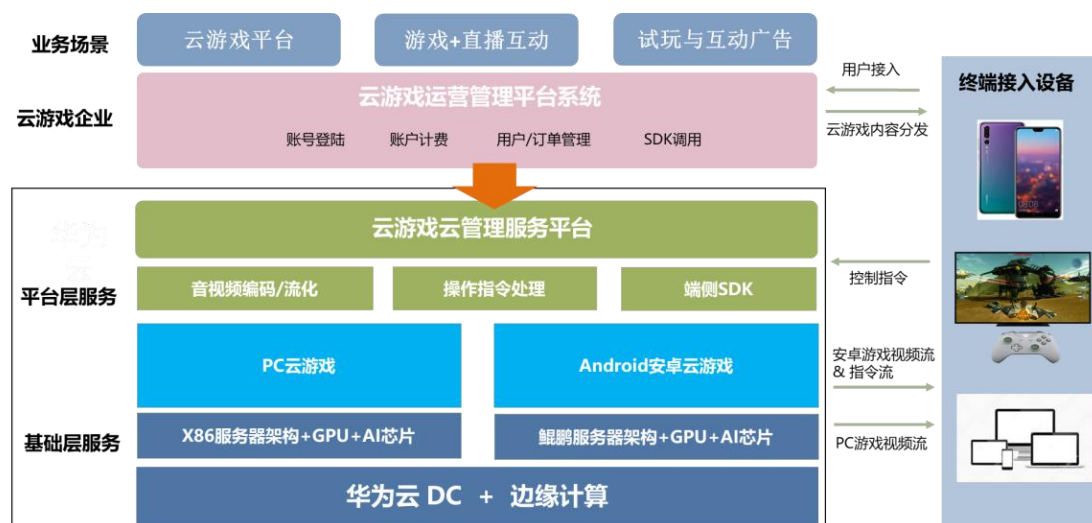 业务场景
云游戏平台
游戏+直播互动
试玩与互动广告
云游戏企业
云游戏运营管理平台系统
账号登陆
账户计费
用户/订单管理
SDK调用
用户接入
云游戏内容分发
终端接入设备
华为
云
云游戏云管理服务平台
平台层服务
音视频编码/流化
操作指令处理
端侧SDK
控制指令
PC云游戏
Android安卓云游戏
安卓游戏视频流
& 指令流
基础层服务
X86服务器架构+GPU+AI芯片
鲲鹏服务器架构+GPU+AI芯片
PC游戏视频流
华为云 DC + 边缘计算